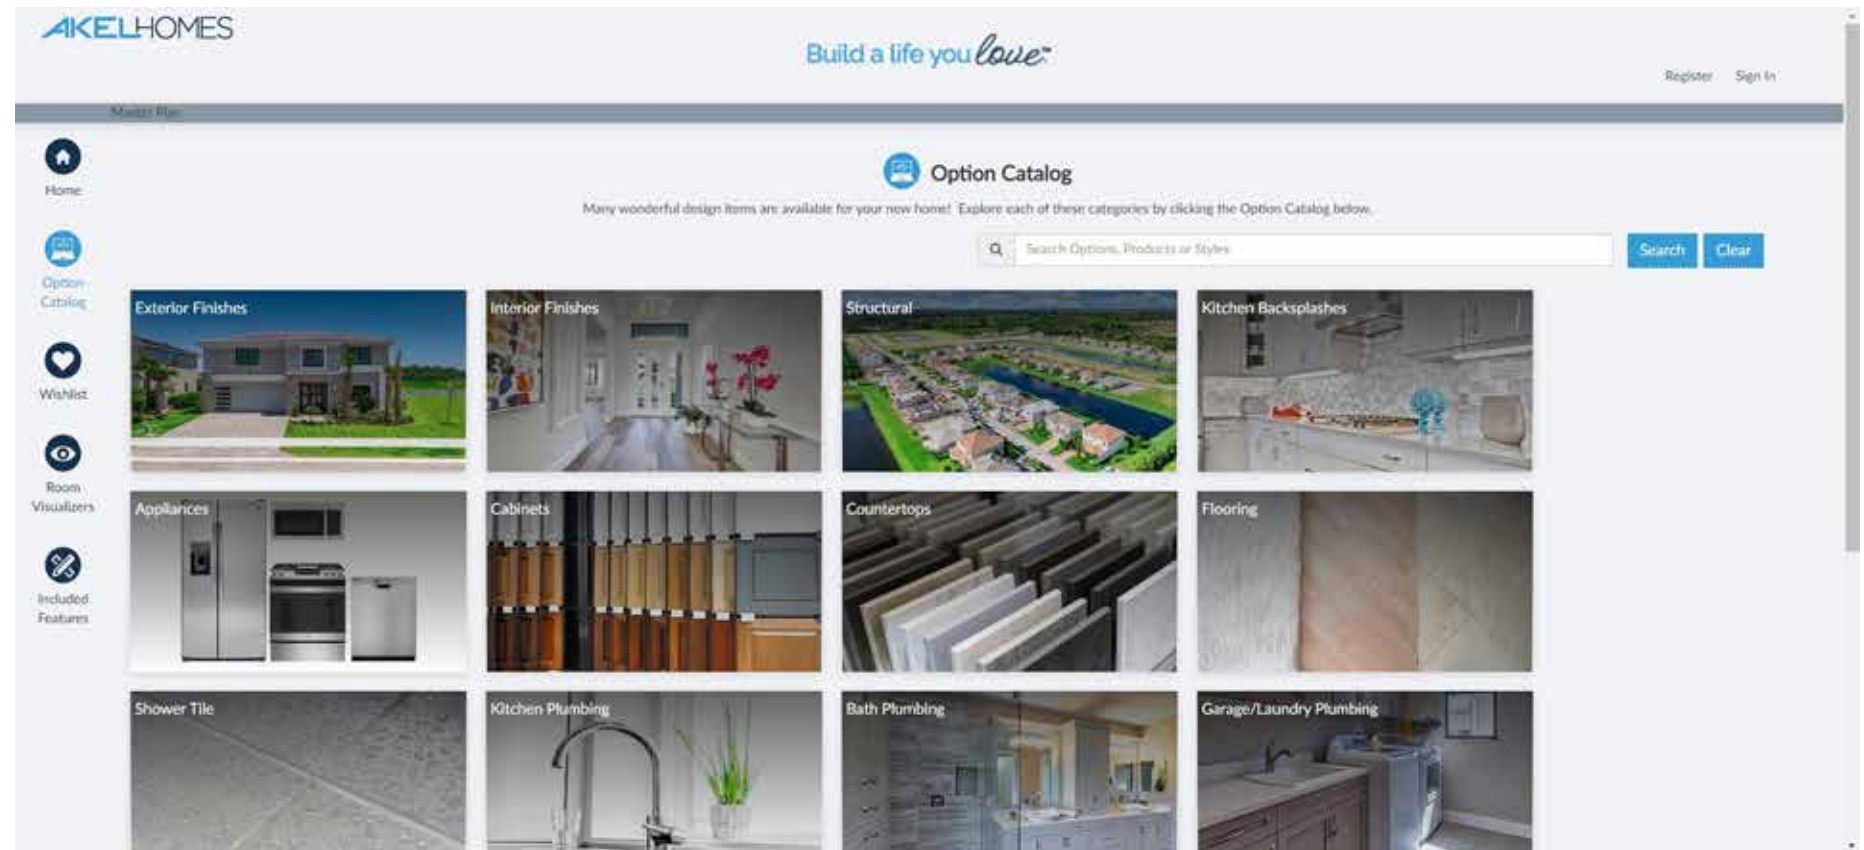 AKELHOMES
Build a life you love™
Register Sign In
Master Plan
Home
Option Catalog
Many wonderful design items are available for your new home! Explore each of these categories by clicking the Option Catalog below.
Search Options, Products or Styles
Search Clear
Option
Catalog
Wishlist
Room
Visualizers
Included
Features
Exterior Finishes
Interior Finishes
Structural
Kitchen Backsplashes
Appliances
Cabinets
Countertops
Flooring
Shower Tile
Kitchen Plumbing
Bath Plumbing
Garage/Laundry Plumbing